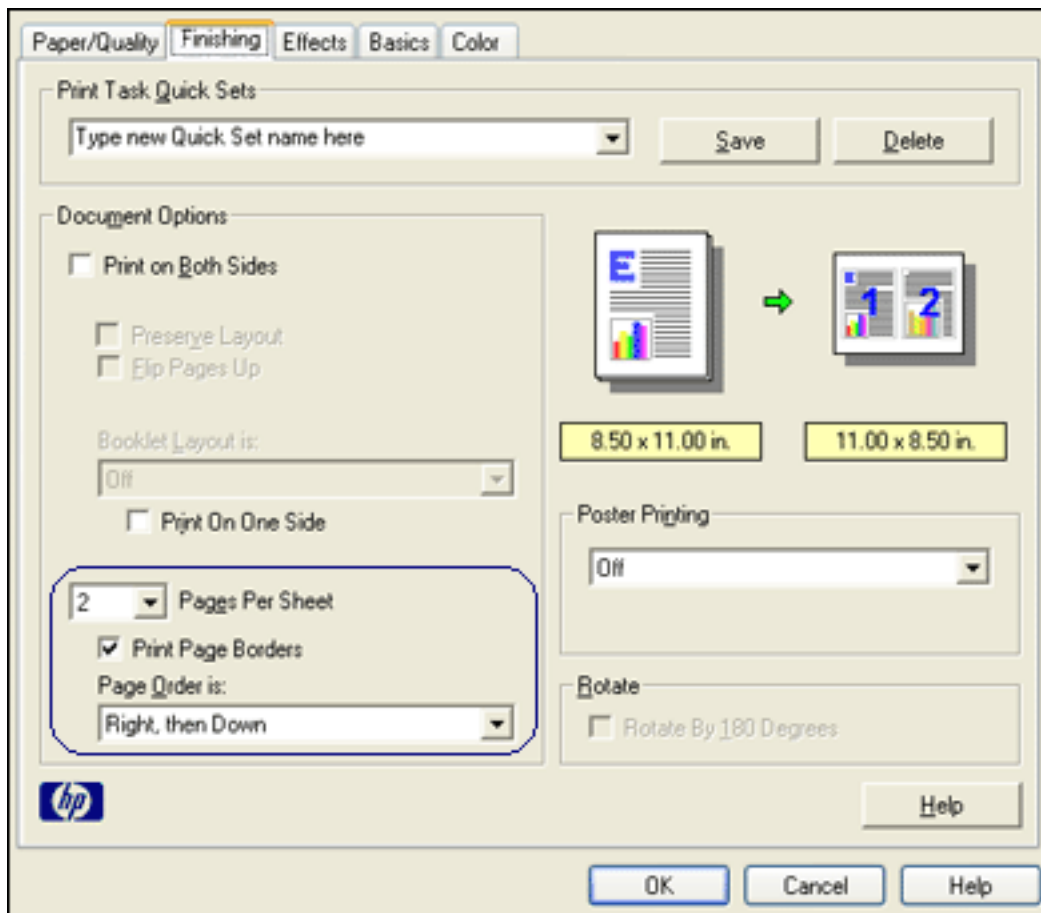 Paper/Quality Finishing Effects Basics Color
Print Task Quick Sets
Type new Quick Set name here Save Delete
Document Options
Print on Both Sides
Preserve Layout
Flip Pages Up
Booklet Layout is:
Off
Print On One Side
2 Pages Per Sheet
Print Page Borders
Page Order is:
Right, then Down
E
1 2
8.50 x 11.00 in. 11.00 x 8.50 in.
Poster Printing
Off
Rotate
Rotate By 180 Degrees
hp
Help
OK Cancel Help